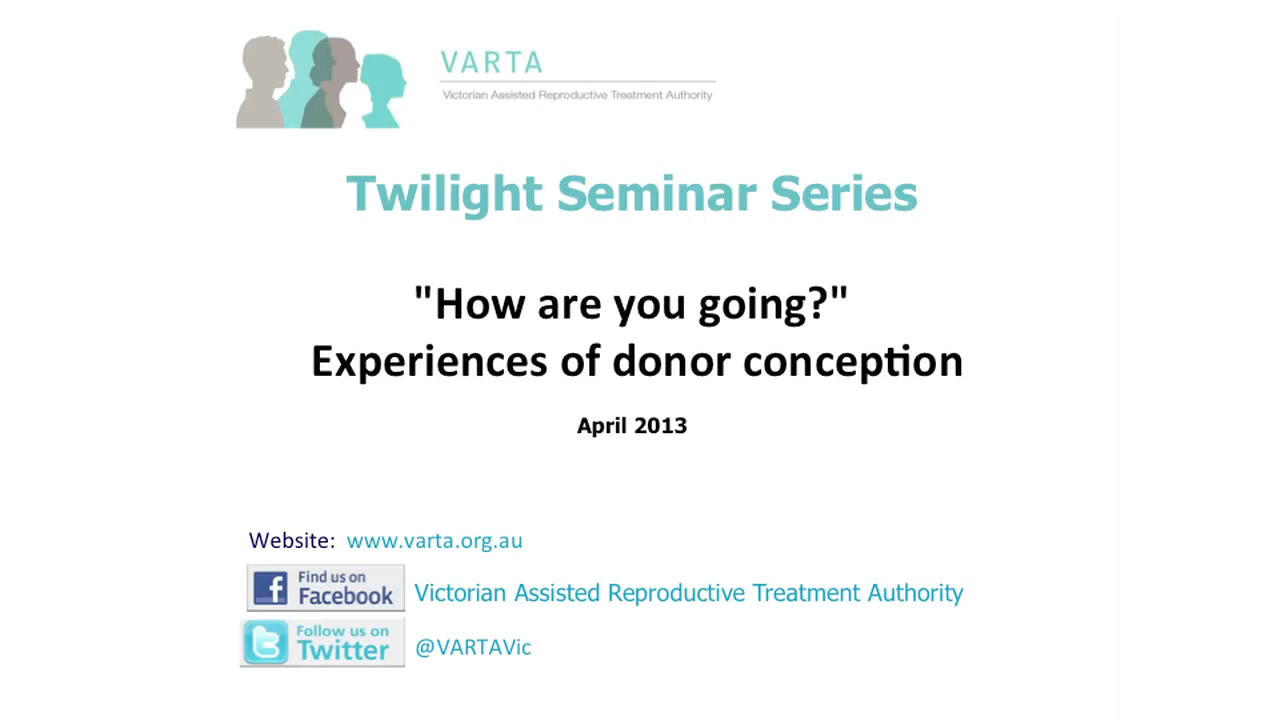 VARTA
Victorian Assisted Reproductive Treatment Authority
Twilight Seminar Series
"How are you going?"
Experiences of donor conception
April 2013
Website: www.varta.org.au
Find us on
Facebook
Victorian Assisted Reproductive Treatment Authority
Follow us on
Twitter
@VARTAVic